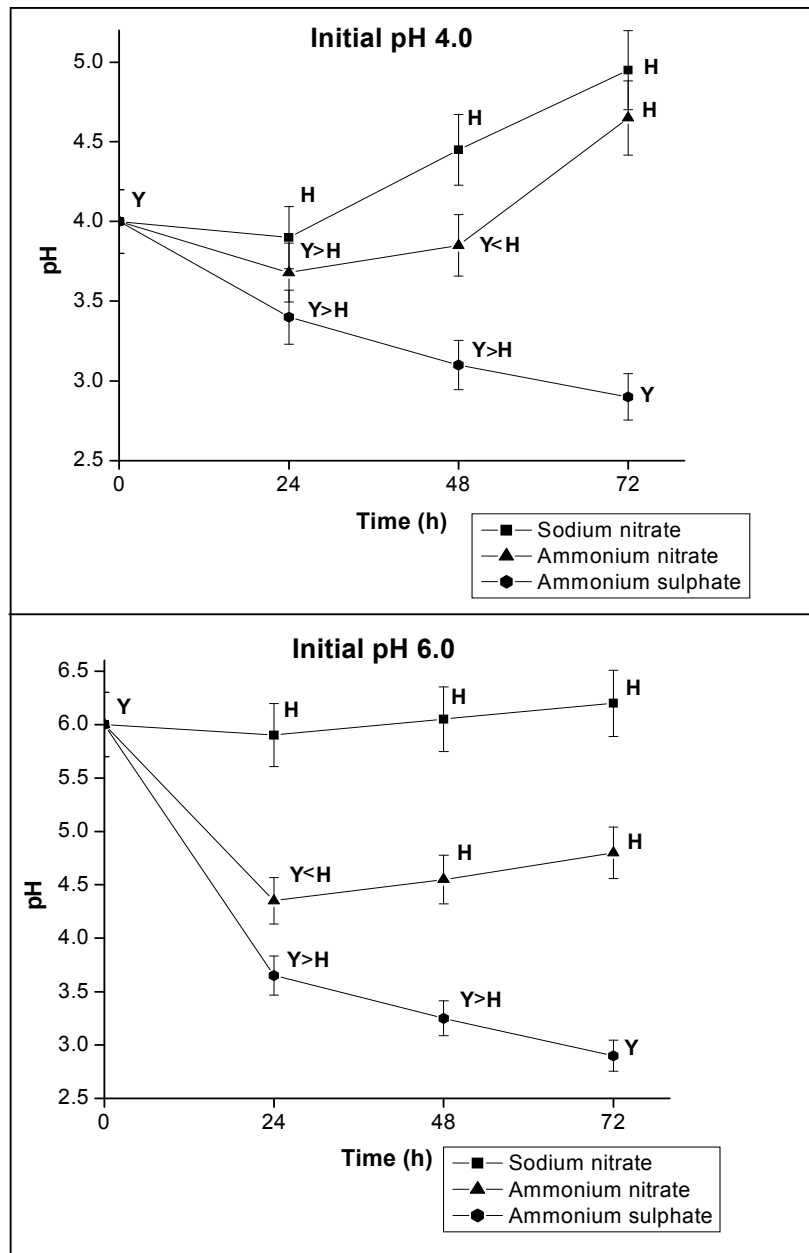 Initial pH 4.0
5.0
4.5
4.0
3.5
3.0
2.5
pH
Y
H
H
H
Y>H
Y<H
H
Y>H
Y>H
Y
0 24 48 72
Time (h)
Sodium nitrate
Ammonium nitrate
Ammonium sulphate
Initial pH 6.0
6.5
6.0
5.5
5.0
4.5
4.0
3.5
3.0
2.5
pH
Y
H
H
H
Y<H
H
H
Y>H
Y>H
Y
0 24 48 72
Time (h)
Sodium nitrate
Ammonium nitrate
Ammonium sulphate